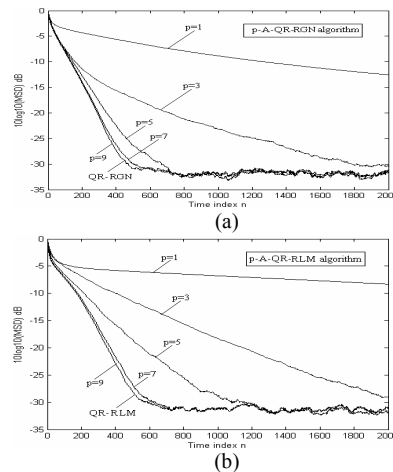 0
-5
-10
-15
-20
-25
-30
-35
10log10(MSD) dB
p=1
p-A-QR-RGN algorithm
p=3
p=5
p=7
p=9
QR-RGN
0 200 400 600 800 1000 1200 1400 1600 1800 2000
Time index n
(a)
0
-5
-10
-15
-20
-25
-30
-35
10log10(MSD) dB
p=1
p-A-QR-RLM algorithm
p=3
p=5
p=7
p=9
QR-RLM
0 200 400 600 800 1000 1200 1400 1600 1800 2000
Time index n
(b)